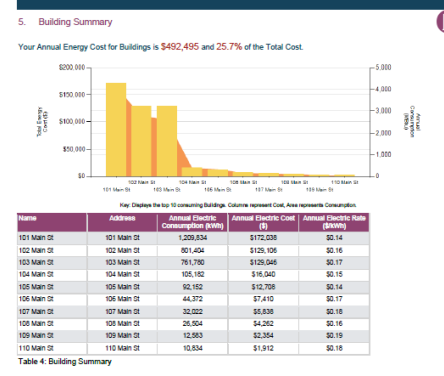 5. Building Summary
Your Annual Energy Cost for Buildings is $492,495 and 25.7% of the Total Cost.
$200,000 5,000
$150,000 4,000
3,000
$100,000
2,000
$50,000
1,000
$0 0
Total Energy Cost ($)
Annual Consumption
102 Main St 104 Main St 106 Main St 108 Main St 110 Main St
101 Main St 103 Main St 105 Main St 107 Main St 109 Main St
Key: Displays the top 10 consuming buildings. Columns represent Cost, Area represents Consumption.
Name Address Annual Electric Consumption (kWh) Annual Electric Cost ($) Annual Electric Rate ($/kWh)
101 Main St 101 Main St 1,209,834 $172,038 $0.14
102 Main St 102 Main St 801,404 $129,106 $0.16
103 Main St 103 Main St 761,780 $129,046 $0.17
104 Main St 104 Main St 105,182 $16,040 $0.15
105 Main St 105 Main St 92,152 $12,708 $0.14
106 Main St 106 Main St 44,372 $7,410 $0.17
107 Main St 107 Main St 32,022 $5,838 $0.18
108 Main St 108 Main St 26,504 $4,262 $0.16
109 Main St 109 Main St 12,583 $2,354 $0.19
110 Main St 110 Main St 10,634 $1,912 $0.18
Table 4: Building Summary